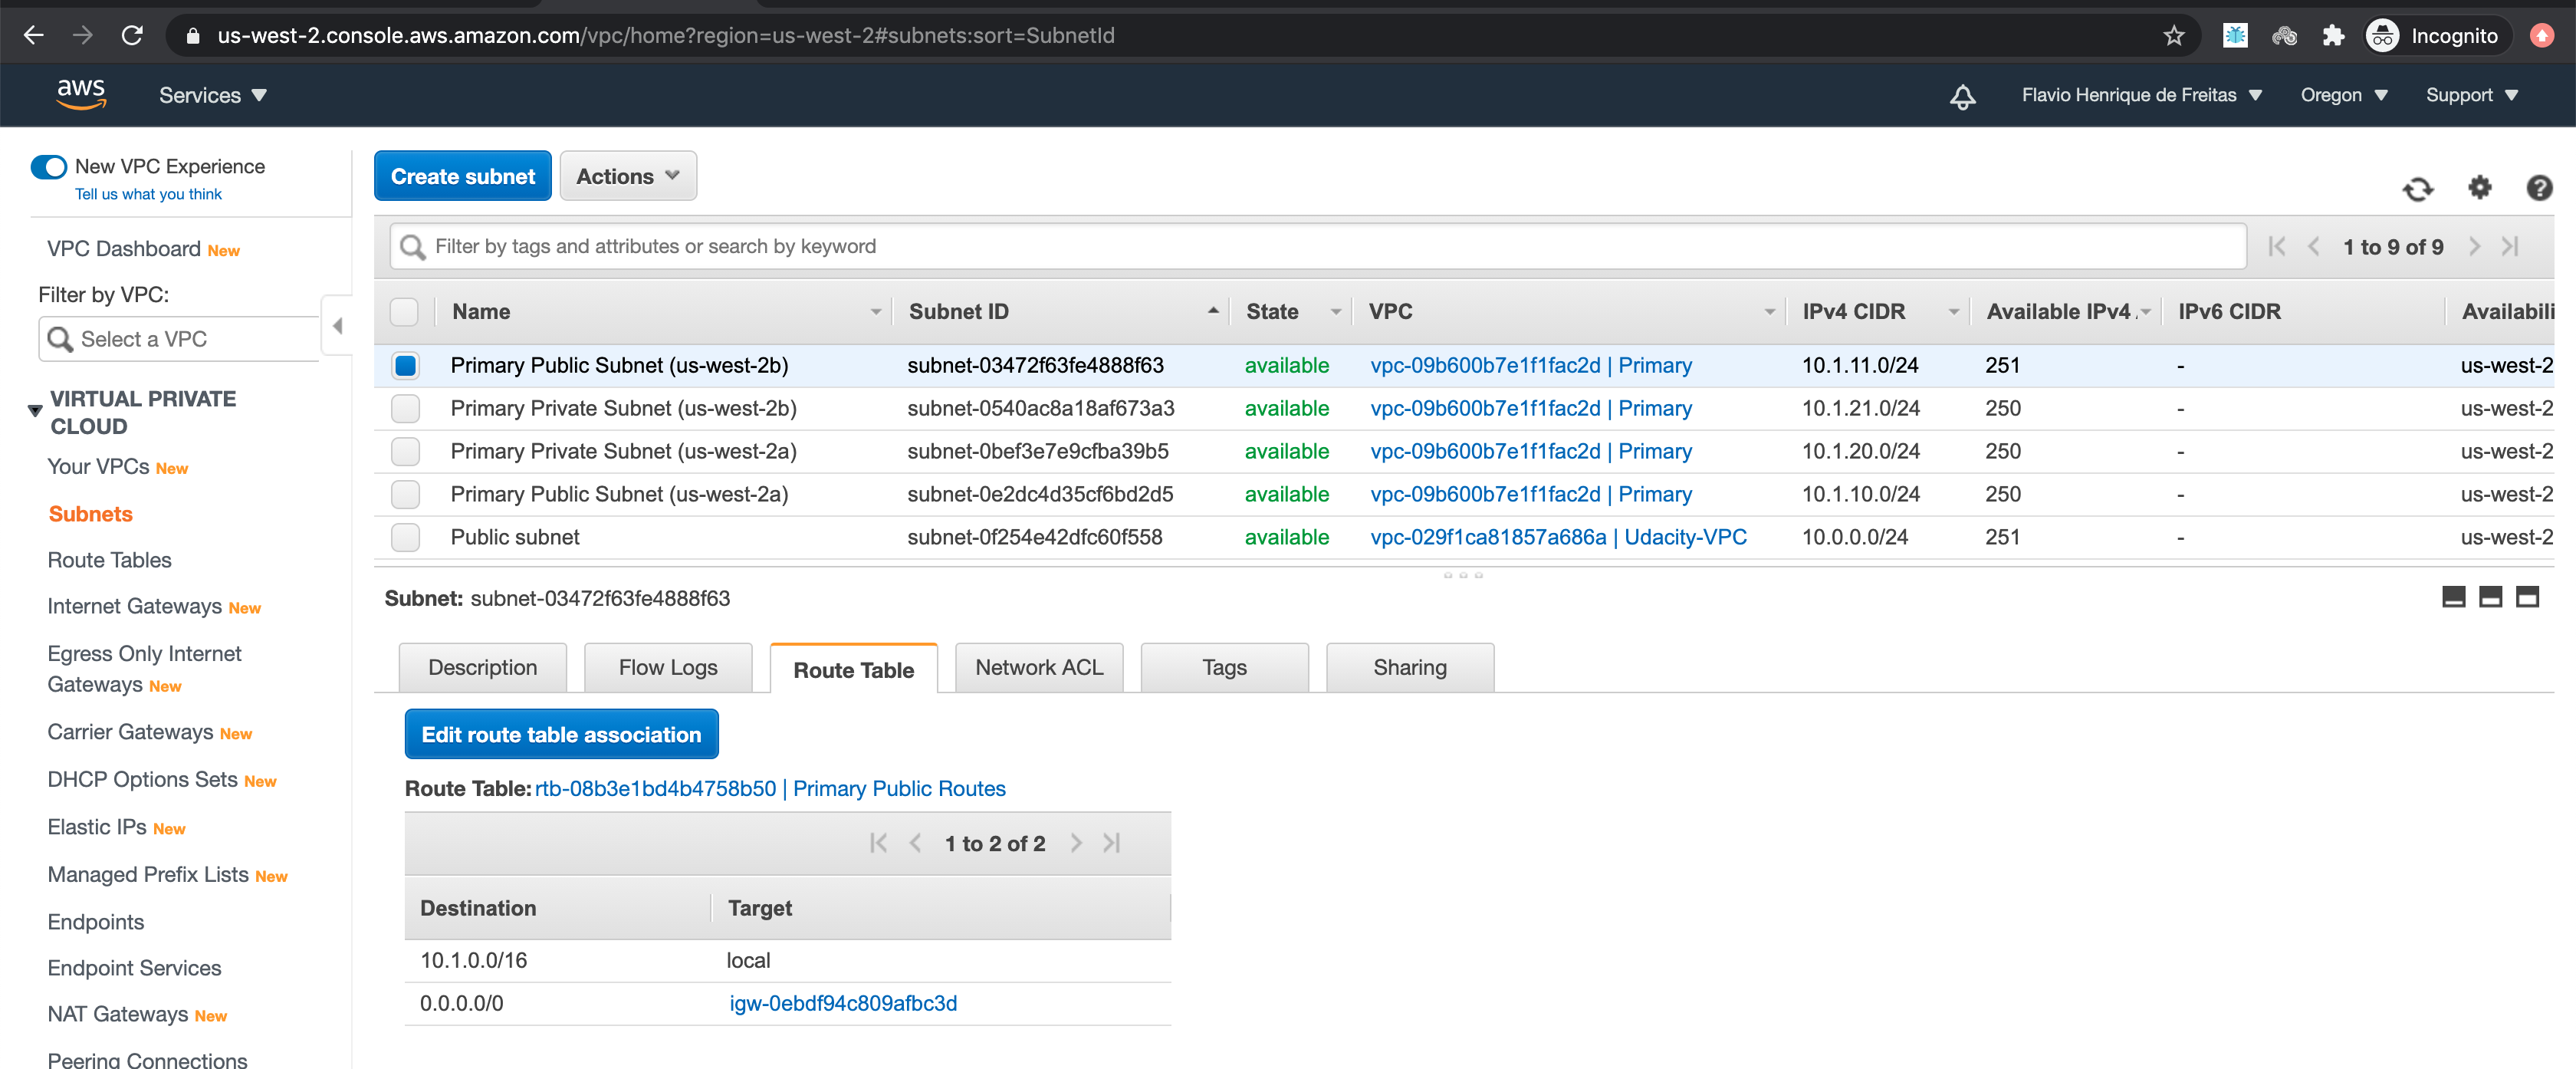 us-west-2.console.aws.amazon.com/vpc/home?region=us-west-2#subnets:sort=SubnetId
Incognito
aws
Services
Flavio Henrique de Freitas
Oregon
Support
New VPC Experience
Tell us what you think
VPC Dashboard New
Filter by VPC:
Select a VPC
VIRTUAL PRIVATE
CLOUD
Your VPCs New
Subnets
Route Tables
Internet Gateways New
Egress Only Internet
Gateways New
Carrier Gateways New
DHCP Options Sets New
Elastic IPs New
Managed Prefix Lists New
Endpoints
Endpoint Services
NAT Gateways New
Peering Connections
Create subnet
Actions
Filter by tags and attributes or search by keyword
1 to 9 of 9
Name Subnet ID State VPC IPv4 CIDR Available IPv4 IPv6 CIDR Availabili
Primary Public Subnet (us-west-2b) subnet-03472f63fe4888f63 available vpc-09b600b7e1f1fac2d | Primary 10.1.11.0/24 251 - us-west-2
Primary Private Subnet (us-west-2b) subnet-0540ac8a18af673a3 available vpc-09b600b7e1f1fac2d | Primary 10.1.21.0/24 250 - us-west-2
Primary Private Subnet (us-west-2a) subnet-0bef3e7e9cfba39b5 available vpc-09b600b7e1f1fac2d | Primary 10.1.20.0/24 250 - us-west-2
Primary Public Subnet (us-west-2a) subnet-0e2dc4d35cf6bd2d5 available vpc-09b600b7e1f1fac2d | Primary 10.1.10.0/24 250 - us-west-2
Public subnet subnet-0f254e42dfc60f558 available vpc-029f1ca81857a686a | Udacity-VPC 10.0.0.0/24 251 - us-west-2
Subnet: subnet-03472f63fe4888f63
Description Flow Logs Route Table Network ACL Tags Sharing
Edit route table association
Route Table: rtb-08b3e1bd4b4758b50 | Primary Public Routes
1 to 2 of 2
Destination Target
10.1.0.0/16 local
0.0.0.0/0 igw-0ebdf94c809afbc3d